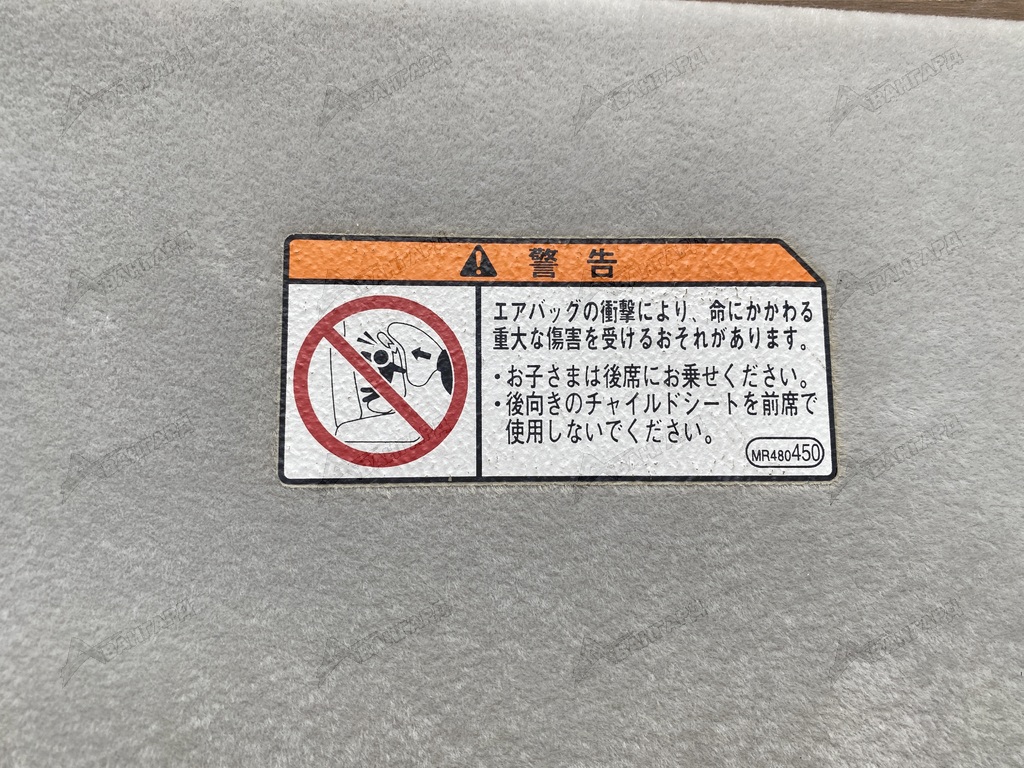 警告
エアバッグの衝撃により、命にかかわる
重大な傷害を受けるおそれがあります。
・お子さまは後席にお乗せください。
・後向きのチャイルドシートを前席で
使用しないでください。
MR480450